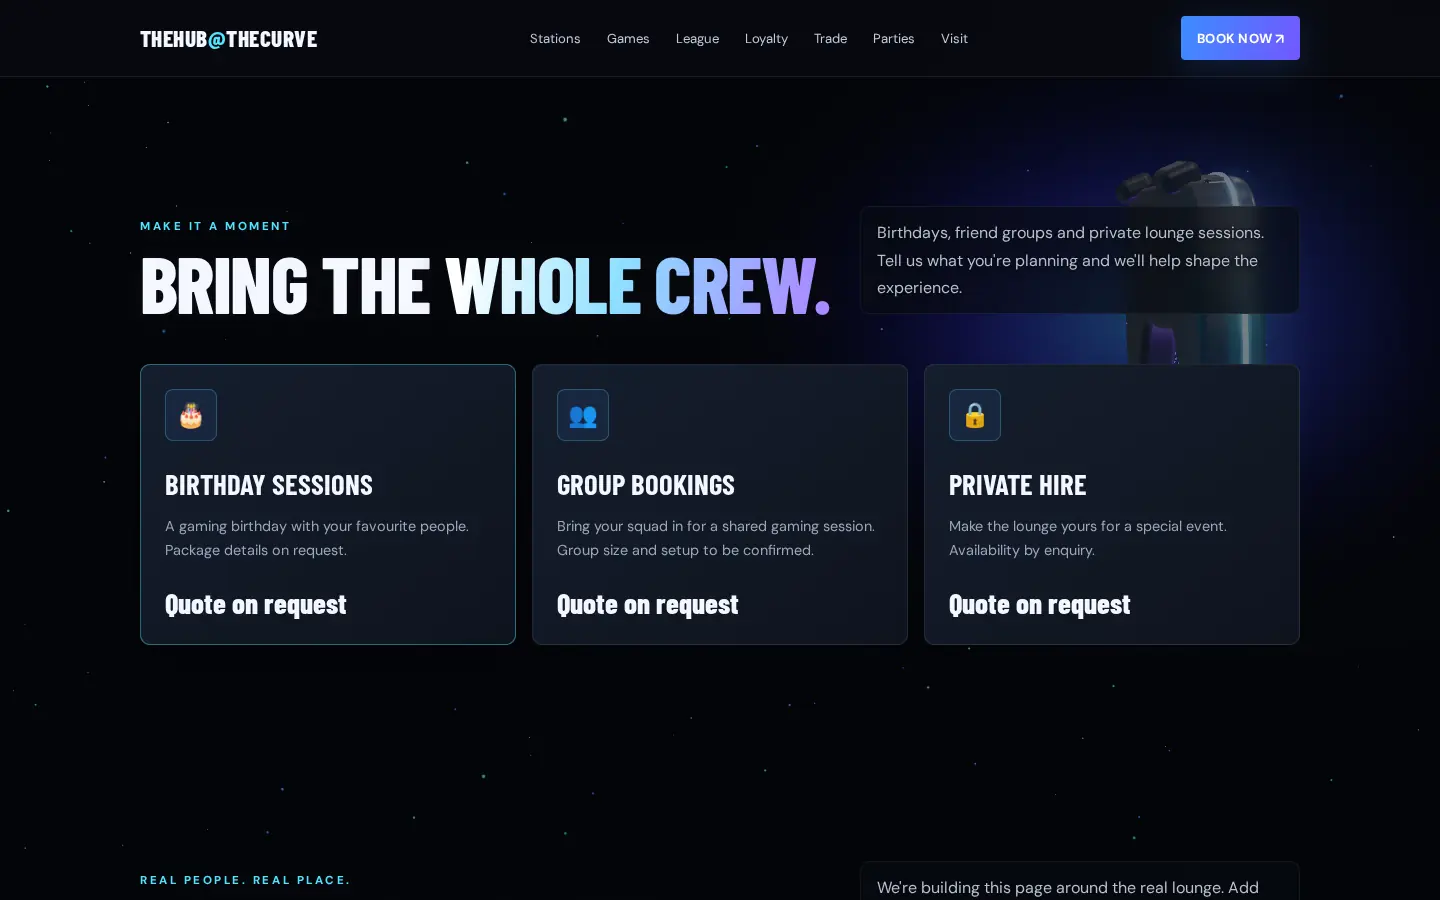 THEHUB@THECURVE
Stations Games League Loyalty Trade Parties Visit
BOOK NOW
MAKE IT A MOMENT
BRING THE WHOLE CREW.
Birthdays, friend groups and private lounge sessions.
Tell us what you're planning and we'll help shape the
experience.
BIRTHDAY SESSIONS
A gaming birthday with your favourite people.
Package details on request.
Quote on request
GROUP BOOKINGS
Bring your squad in for a shared gaming session.
Group size and setup to be confirmed.
Quote on request
PRIVATE HIRE
Make the lounge yours for a special event.
Availability by enquiry.
Quote on request
REAL PEOPLE. REAL PLACE.
We're building this page around the real lounge. Add